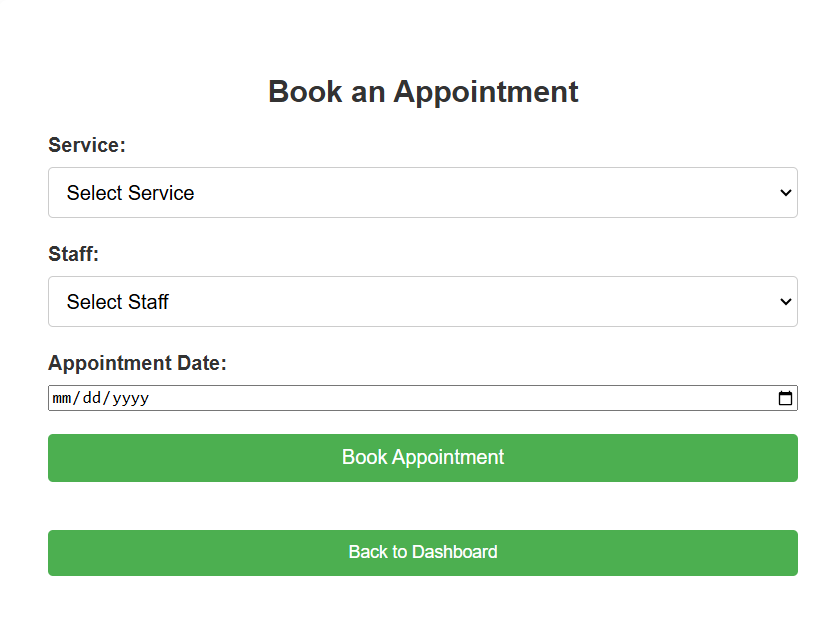 Book an Appointment
Service:
Select Service
Staff:
Select Staff
Appointment Date:
mm/dd/yyyy
Book Appointment
Back to Dashboard